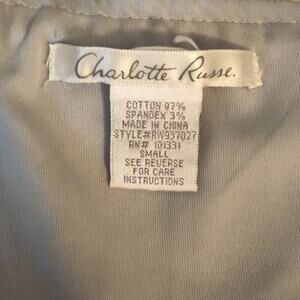 Charlotte Russe.
COTTON 97%
SPANDEX 3%
MADE IN CHINA
STYLE#RW937027
RN# 101331
SMALL
SEE REVERSE
FOR CARE
INSTRUCTIONS